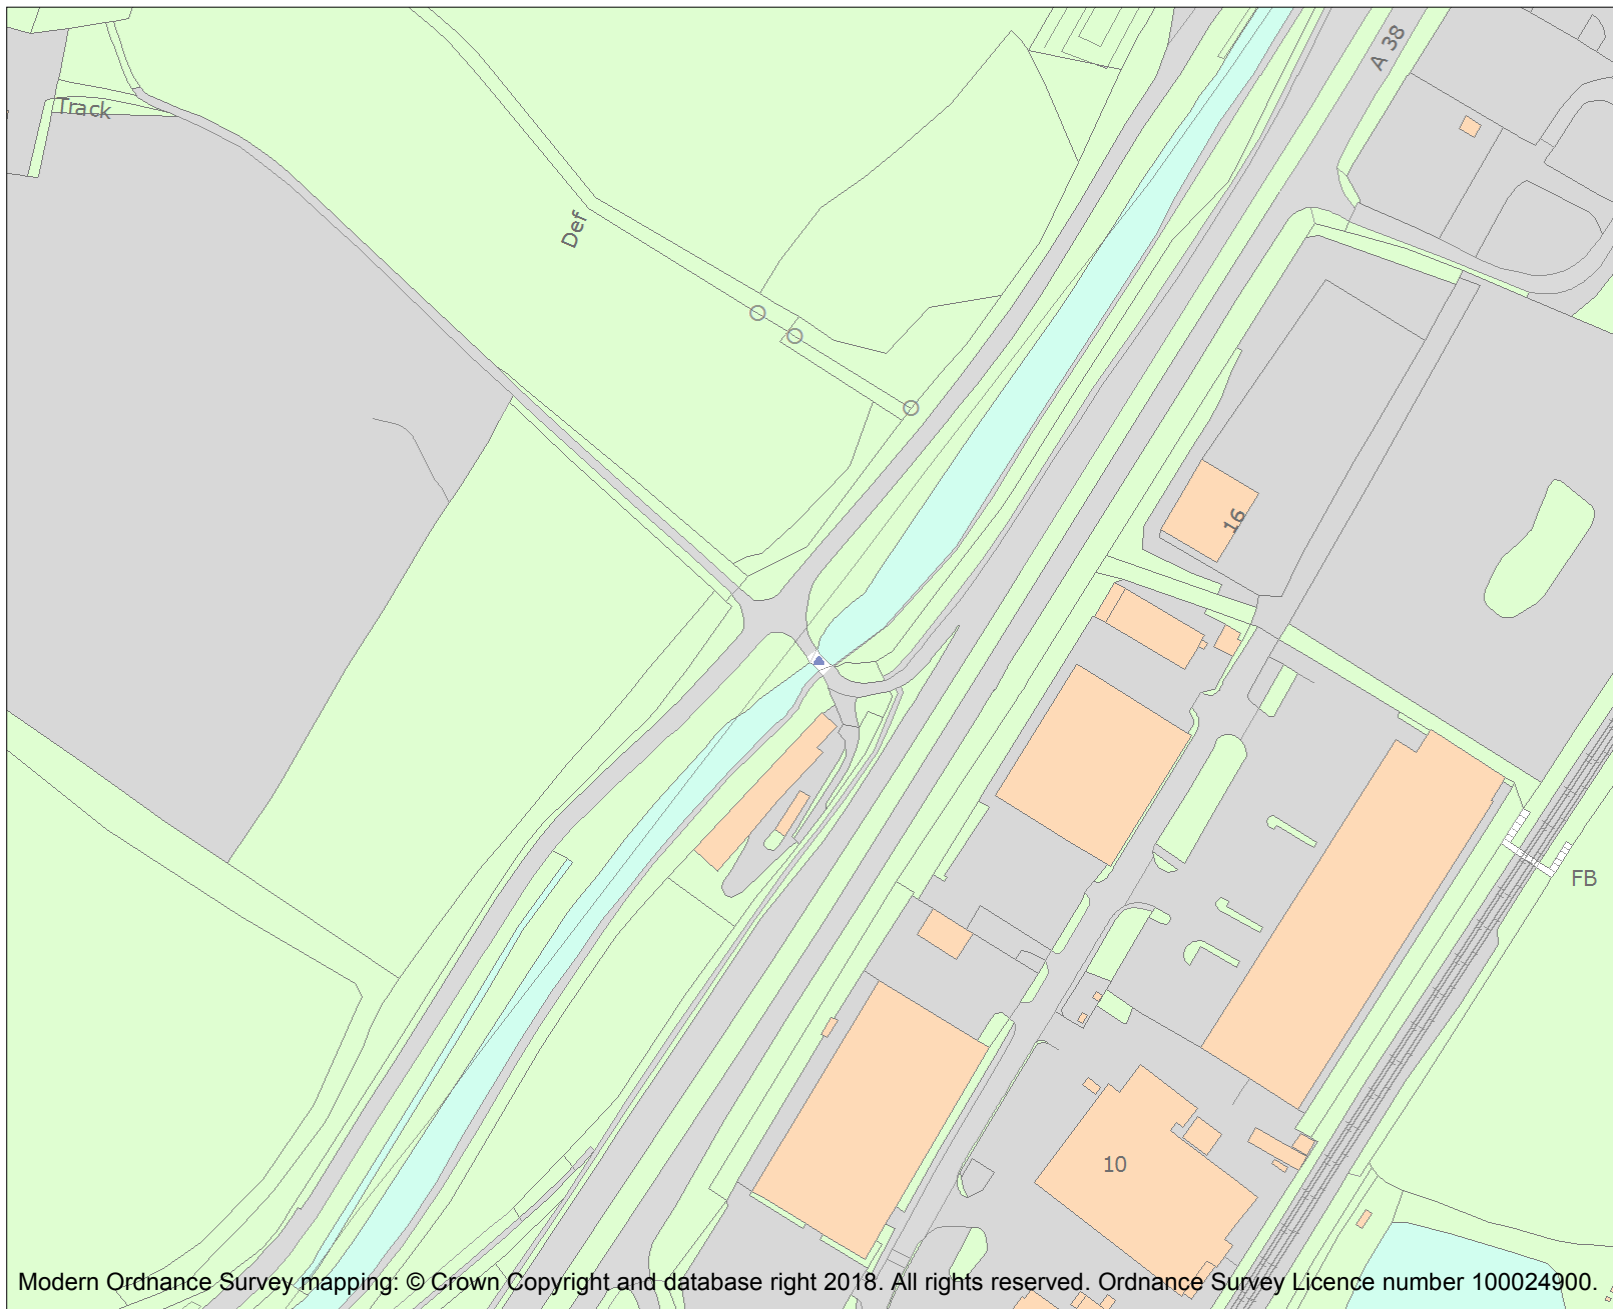 A 38
Track
Def
16
FB
10
Modern Ordnance Survey mapping: © Crown Copyright and database right 2018. All rights reserved. Ordnance Survey Licence number 100024900.